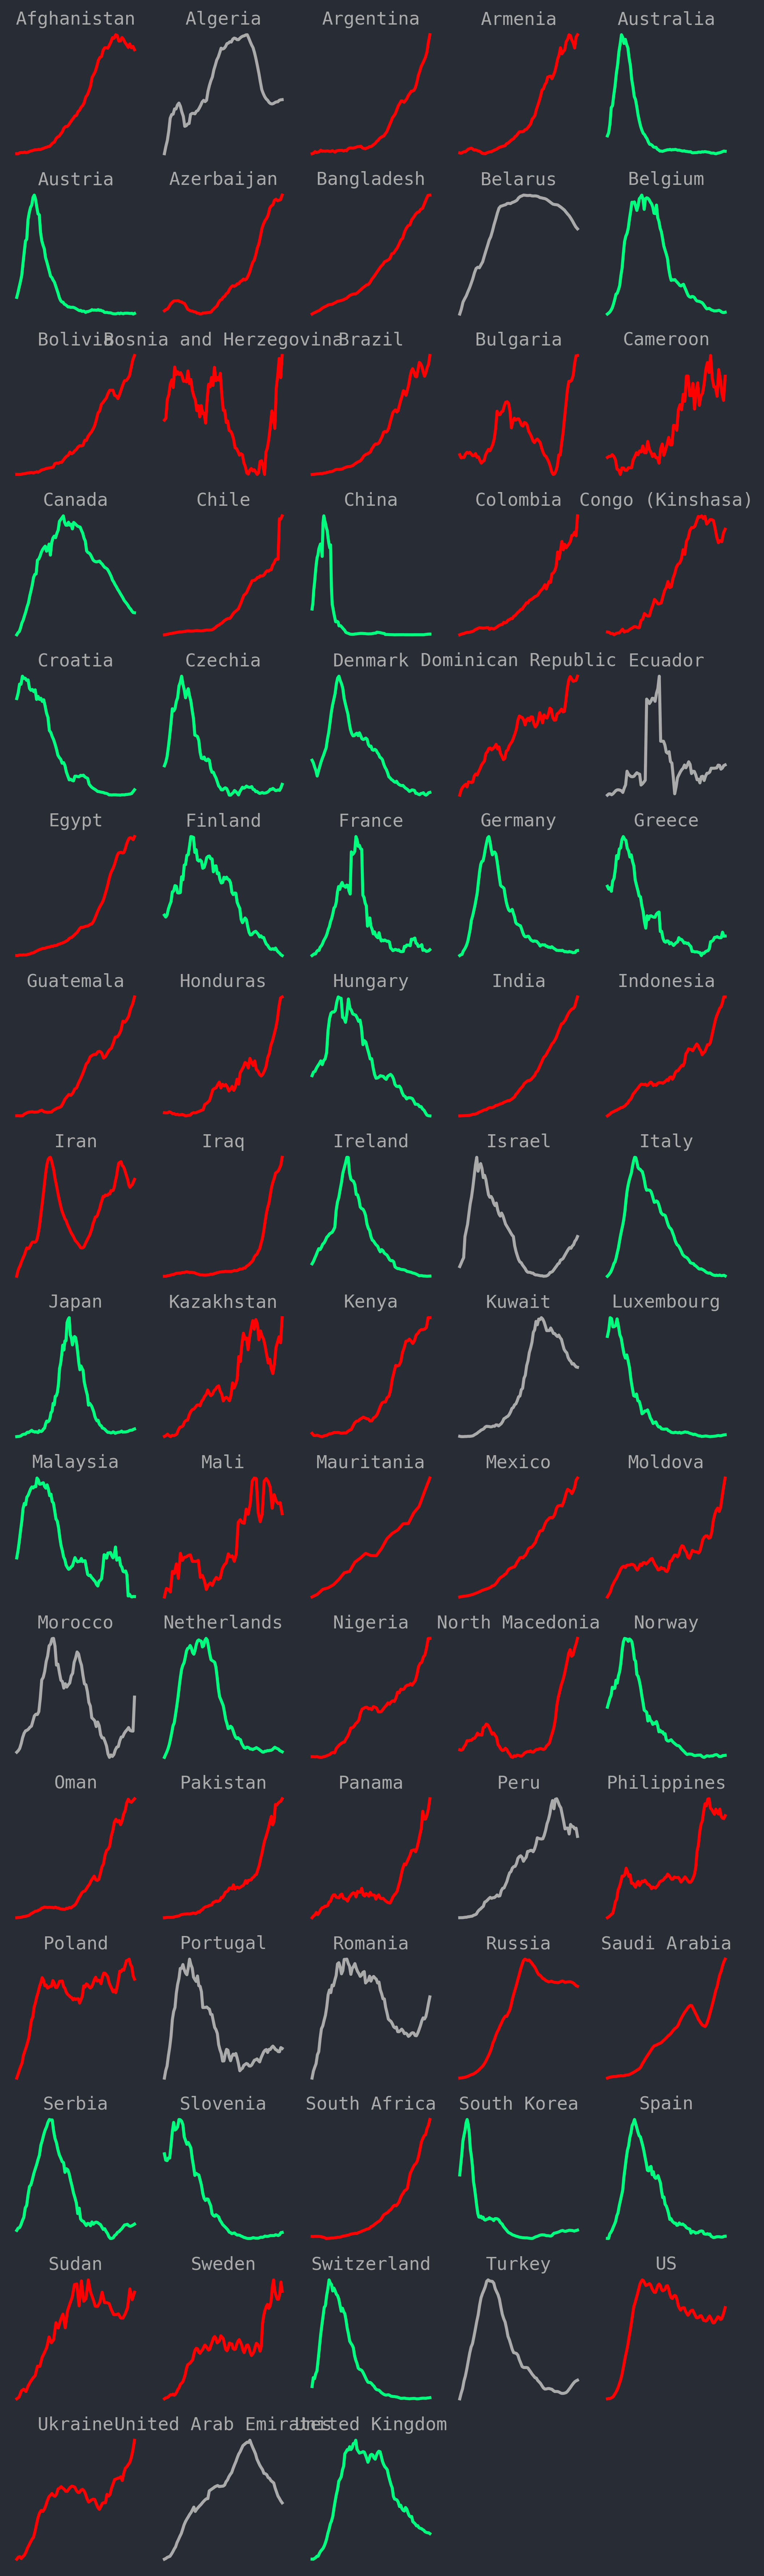 Afghanistan Algeria Argentina Armenia Australia
Austria Azerbaijan Bangladesh Belarus Belgium
Bolivia Bosnia and Herzegovina Brazil Bulgaria Cameroon
Canada Chile China Colombia Congo (Kinshasa)
Croatia Czechia Denmark Dominican Republic Ecuador
Egypt Finland France Germany Greece
Guatemala Honduras Hungary India Indonesia
Iran Iraq Ireland Israel Italy
Japan Kazakhstan Kenya Kuwait Luxembourg
Malaysia Mali Mauritania Mexico Moldova
Morocco Netherlands Nigeria North Macedonia Norway
Oman Pakistan Panama Peru Philippines
Poland Portugal Romania Russia Saudi Arabia
Serbia Slovenia South Africa South Korea Spain
Sudan Sweden Switzerland Turkey US
Ukraine United Arab Emirates United Kingdom